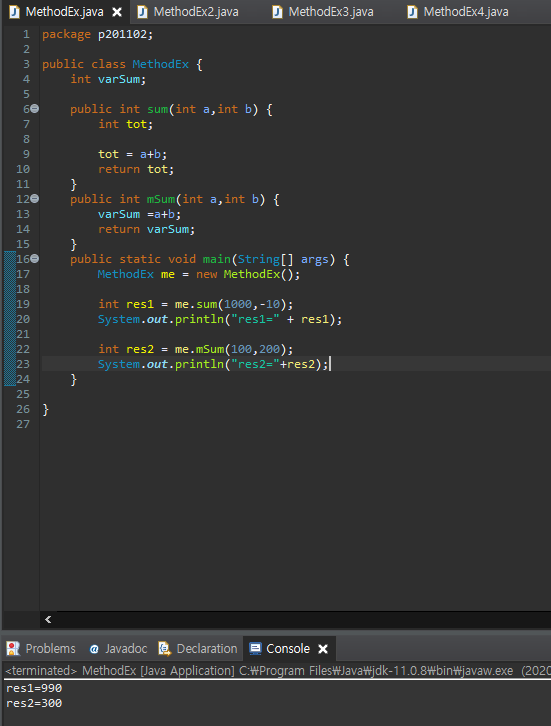 MethodEx.java MethodEx2.java MethodEx3.java MethodEx4.java
1 package p201102;
2
3 public class MethodEx {
4 int varSum;
5
6 public int sum(int a,int b) {
7 int tot;
8
9 tot = a+b;
10 return tot;
11 }
12 public int mSum(int a,int b) {
13 varSum =a+b;
14 return varSum;
15 }
16 public static void main(String[] args) {
17 MethodEx me = new MethodEx();
18
19 int res1 = me.sum(1000,-10);
20 System.out.println("res1=" + res1);
21
22 int res2 = me.mSum(100,200);
23 System.out.println("res2="+res2);
24 }
25
26 }
27
Problems Javadoc Declaration Console
<terminated> MethodEx [Java Application] C:₩Program Files₩Java₩jdk-11.0.8₩bin₩javaw.exe (2020
res1=990
res2=300